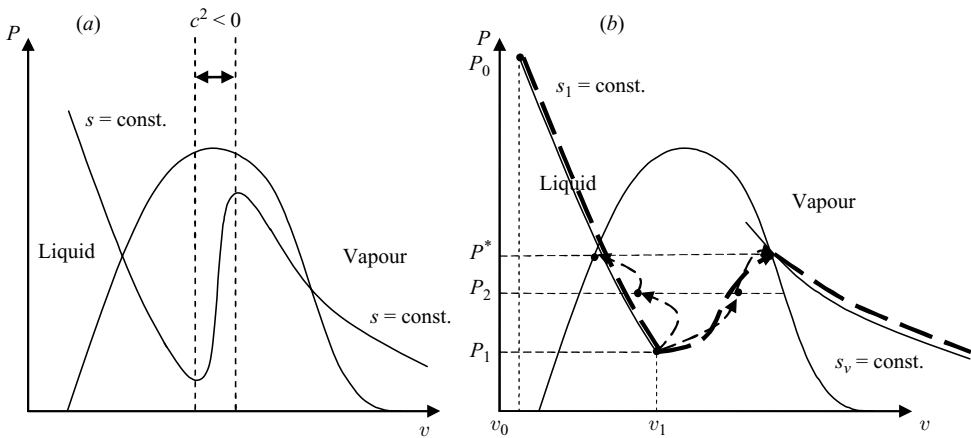 (a)
c² < 0
P
s = const.
Liquid
Vapour
s = const.
v
(b)
P
P₀
s₁ = const.
Liquid
Vapour
P*
P₂
P₁
sᵥ = const.
v₀
v₁
v